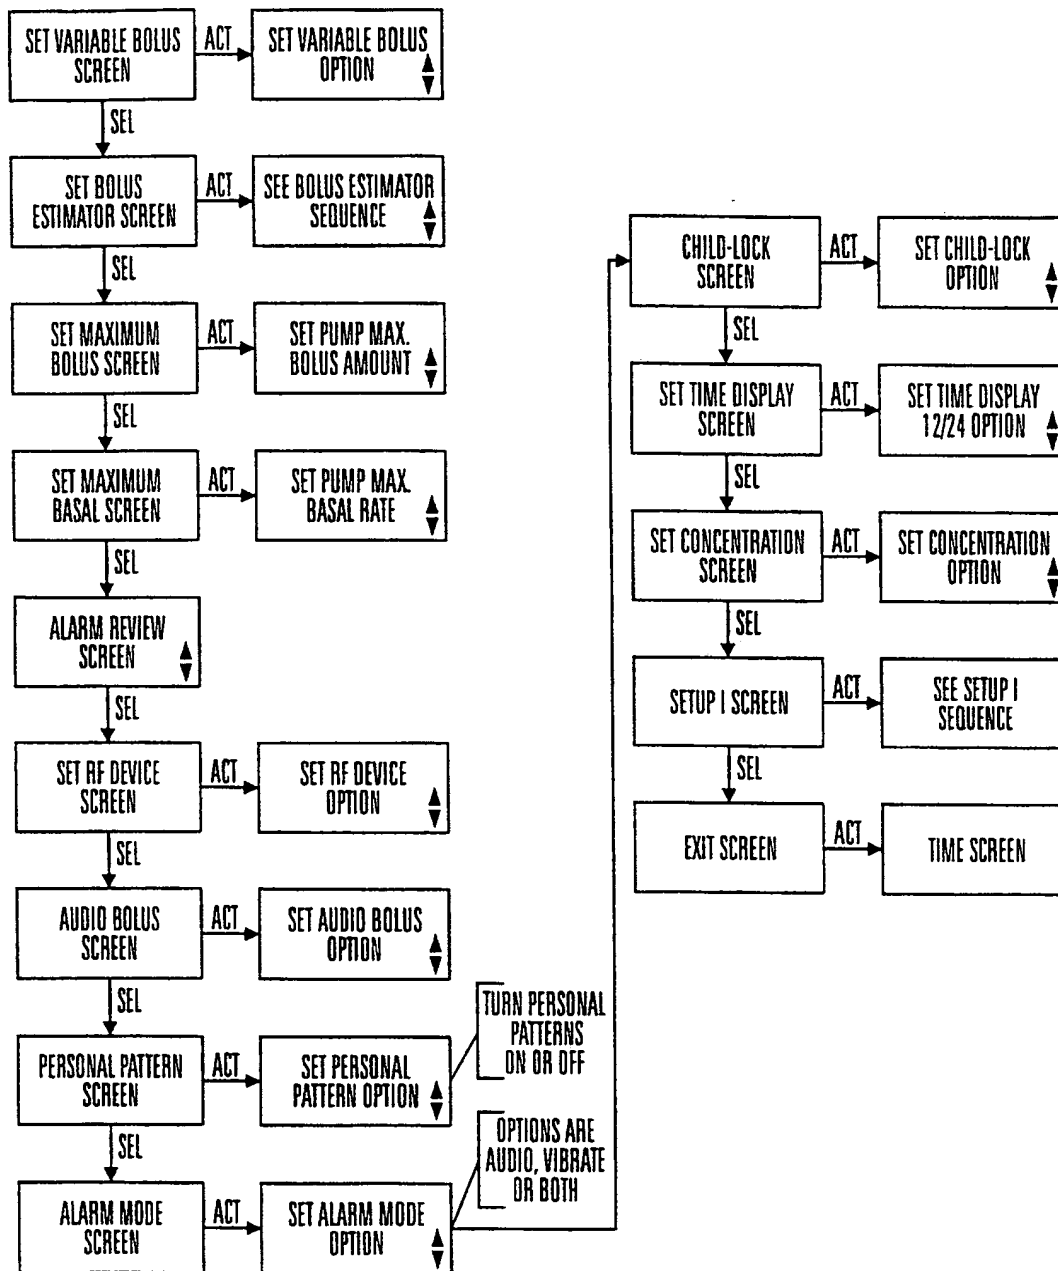 SET VARIABLE BOLUS
SCREEN
ACT
SET VARIABLE BOLUS
OPTION
SEL
SET BOLUS
ESTIMATOR SCREEN
ACT
SEE BOLUS ESTIMATOR
SEQUENCE
SEL
SET MAXIMUM
BOLUS SCREEN
ACT
SET PUMP MAX.
BOLUS AMOUNT
SEL
SET MAXIMUM
BASAL SCREEN
ACT
SET PUMP MAX.
BASAL RATE
SEL
ALARM REVIEW
SCREEN
SEL
SET RF DEVICE
SCREEN
ACT
SET RF DEVICE
OPTION
SEL
AUDIO BOLUS
SCREEN
ACT
SET AUDIO BOLUS
OPTION
SEL
PERSONAL PATTERN
SCREEN
ACT
SET PERSONAL
PATTERN OPTION
TURN PERSONAL
PATTERNS
ON OR OFF
SEL
ALARM MODE
SCREEN
ACT
SET ALARM MODE
OPTION
OPTIONS ARE
AUDIO, VIBRATE
OR BOTH
CHILD-LOCK
SCREEN
ACT
SET CHILD-LOCK
OPTION
SEL
SET TIME DISPLAY
SCREEN
ACT
SET TIME DISPLAY
12/24 OPTION
SEL
SET CONCENTRATION
SCREEN
ACT
SET CONCENTRATION
OPTION
SEL
SETUP I SCREEN
ACT
SEE SETUP I
SEQUENCE
SEL
EXIT SCREEN
ACT
TIME SCREEN